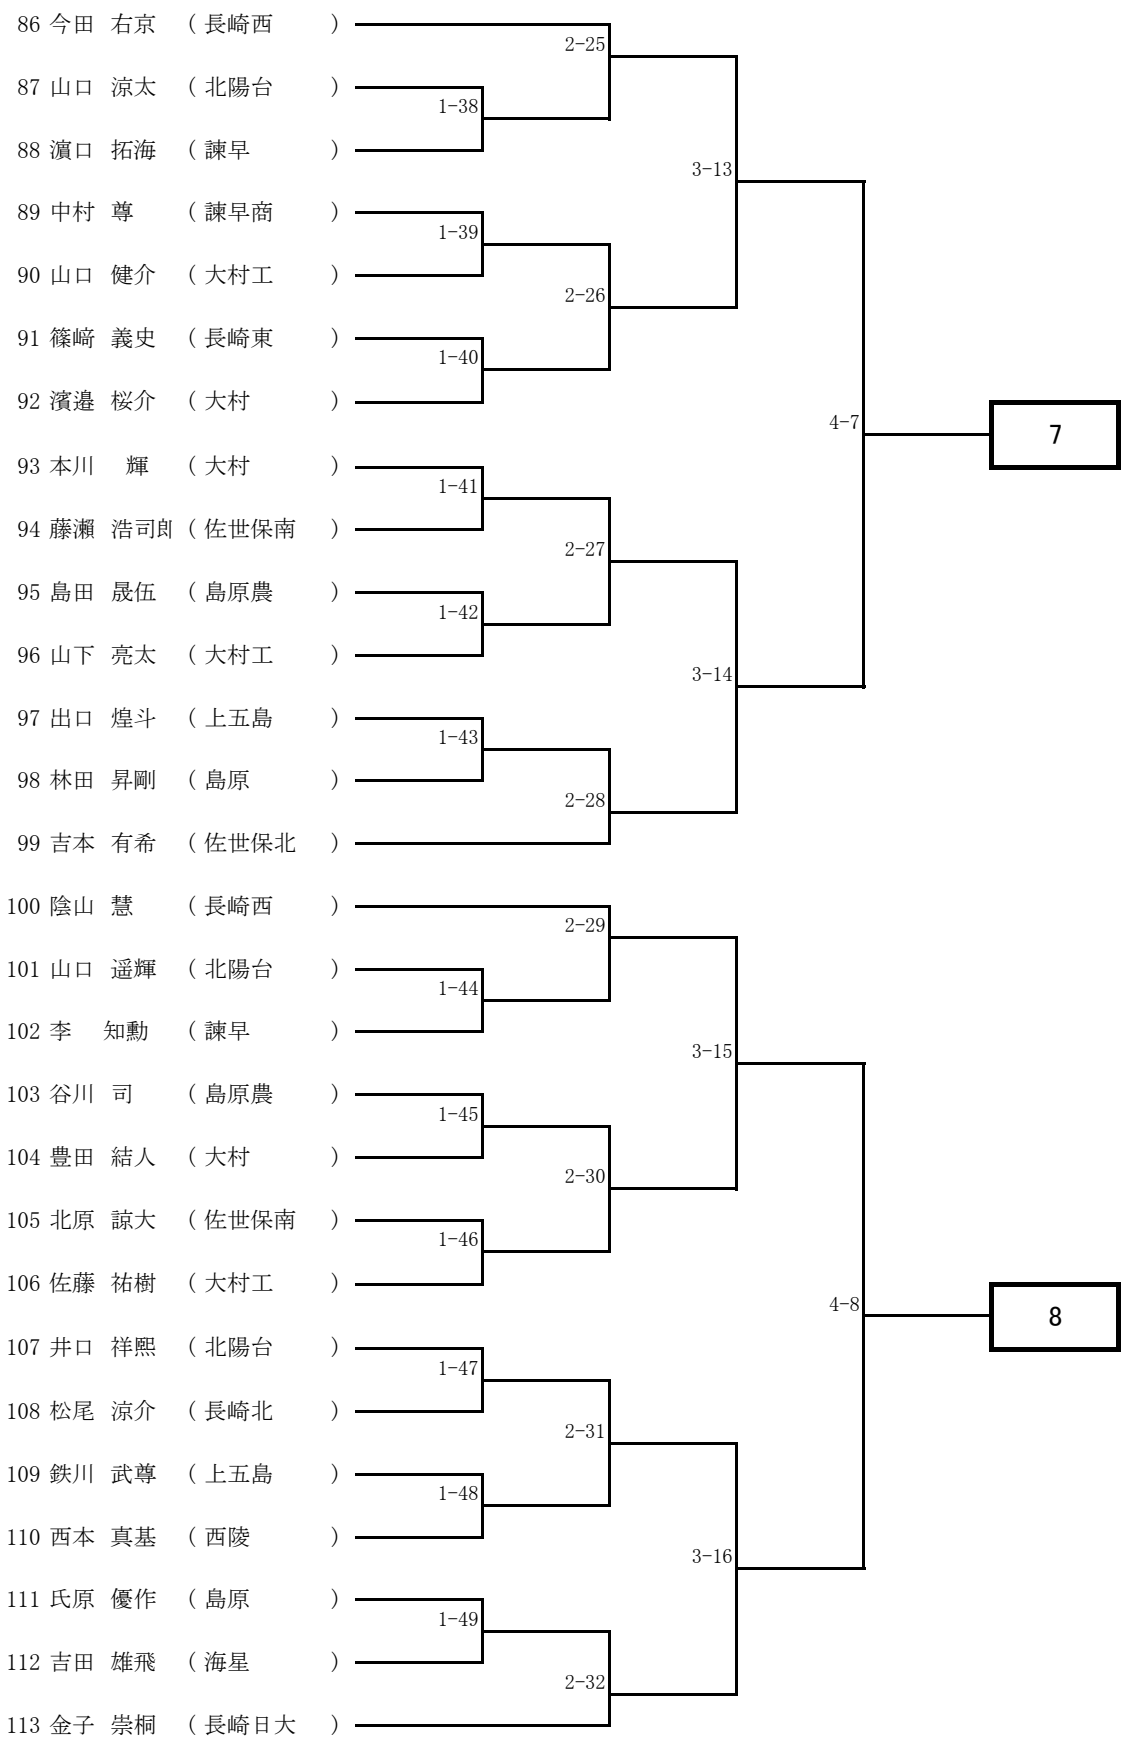 86 今田 右京 （ 長崎西 ）
2-25
87 山口 涼太 （ 北陽台 ）
1-38
88 濵口 拓海 （ 諫早 ）
3-13
89 中村 尊 （ 諫早商 ）
1-39
90 山口 健介 （ 大村工 ）
2-26
91 篠﨑 義史 （ 長崎東 ）
1-40
92 濱邉 桜介 （ 大村 ）
4-7
7
93 本川 輝 （ 大村 ）
1-41
94 藤瀨 浩司郎 （ 佐世保南 ）
2-27
95 島田 晟伍 （ 島原農 ）
1-42
96 山下 亮太 （ 大村工 ）
3-14
97 出口 煌斗 （ 上五島 ）
1-43
98 林田 昇剛 （ 島原 ）
2-28
99 吉本 有希 （ 佐世保北 ）
100 陰山 慧 （ 長崎西 ）
2-29
101 山口 遥輝 （ 北陽台 ）
1-44
102 李 知勳 （ 諫早 ）
3-15
103 谷川 司 （ 島原農 ）
1-45
104 豊田 結人 （ 大村 ）
2-30
105 北原 諒大 （ 佐世保南 ）
1-46
106 佐藤 祐樹 （ 大村工 ）
4-8
8
107 井口 祥熙 （ 北陽台 ）
1-47
108 松尾 涼介 （ 長崎北 ）
2-31
109 鉄川 武尊 （ 上五島 ）
1-48
110 西本 真基 （ 西陵 ）
3-16
111 氏原 優作 （ 島原 ）
1-49
112 吉田 雄飛 （ 海星 ）
2-32
113 金子 崇桐 （ 長崎日大 ）